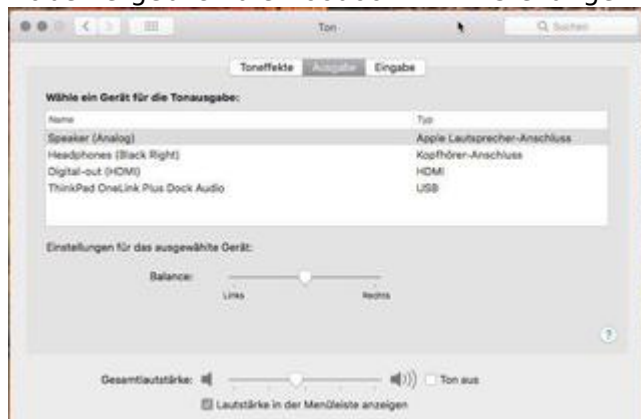 Ton
Suchen
Toneffekte Ausgabe Eingabe
Wähle ein Gerät für die Tonausgabe:
Name Typ
Speaker (Analog) Apple Lautsprecher-Anschluss
Headphones (Black Right) Kopfhörer-Anschluss
Digital-out (HDMI) HDMI
ThinkPad OneLink Plus Dock Audio USB
Einstellungen für das ausgewählte Gerät:
Balance:
Links Rechts
?
Gesamtlautstärke: Ton aus
Lautstärke in der Menüleiste anzeigen